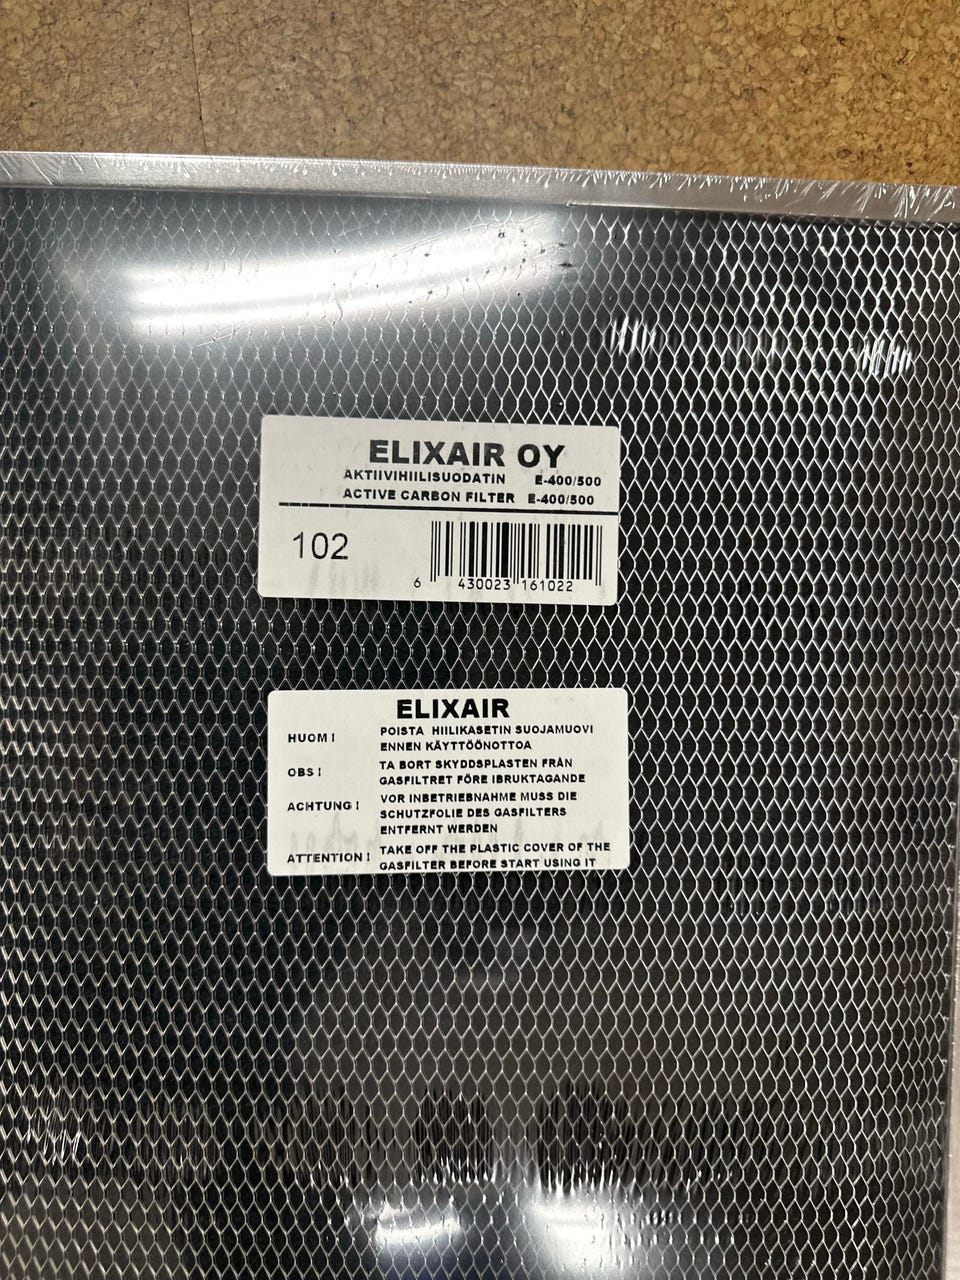 ELIXAIR OY
AKTIIVIHIILISUODATIN E-400/500
ACTIVE CARBON FILTER E-400/500
102
6 430023 161022
ELIXAIR
HUOM! POISTA HIILIKASETIN SUOJAMUOVI
ENNEN KÄYTTÖÖNOTTOA
OBS! TA BORT SKYDDSPLASTEN FRÅN
GASFILTRET FÖRE IBRUKTAGANDE
ACHTUNG! VOR INBETRIEBNAHME MUSS DIE
SCHUTZFOLIE DES GASFILTERS
ENTFERNT WERDEN
ATTENTION! TAKE OFF THE PLASTIC COVER OF THE
GASFILTER BEFORE START USING IT